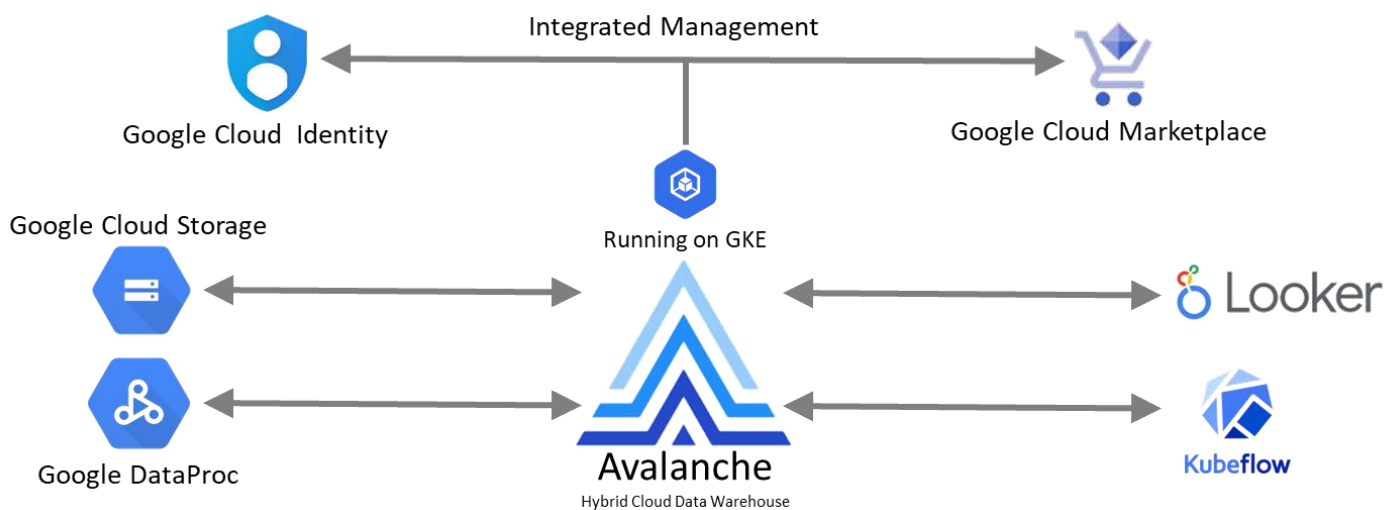 Integrated Management
Google Cloud Identity
Google Cloud Marketplace
Google Cloud Storage
Running on GKE
Looker
Google DataProc
Avalanche
Hybrid Cloud Data Warehouse
Kubeflow